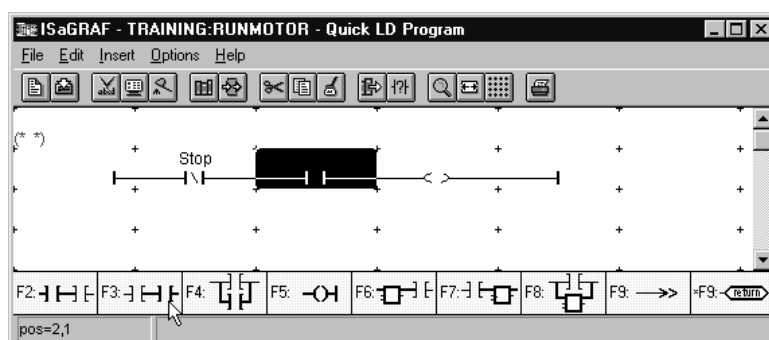 ISaGRAF - TRAINING:RUNMOTOR - Quick LD Program
File Edit Insert Options Help
abcd
(* *)
Stop
F2: F3: F4: F5: F6: F7: F8: F9: *F9: return
pos=2,1